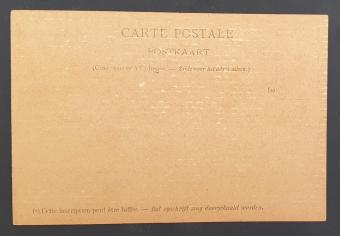 CARTE POSTALE
POSTKAART
(Côté réservé à l'adresse. — Zijde voor het adres alleen.)
(a) Cette inscription peut être biffée. — Dat opschrift mag doorgehaald worden.